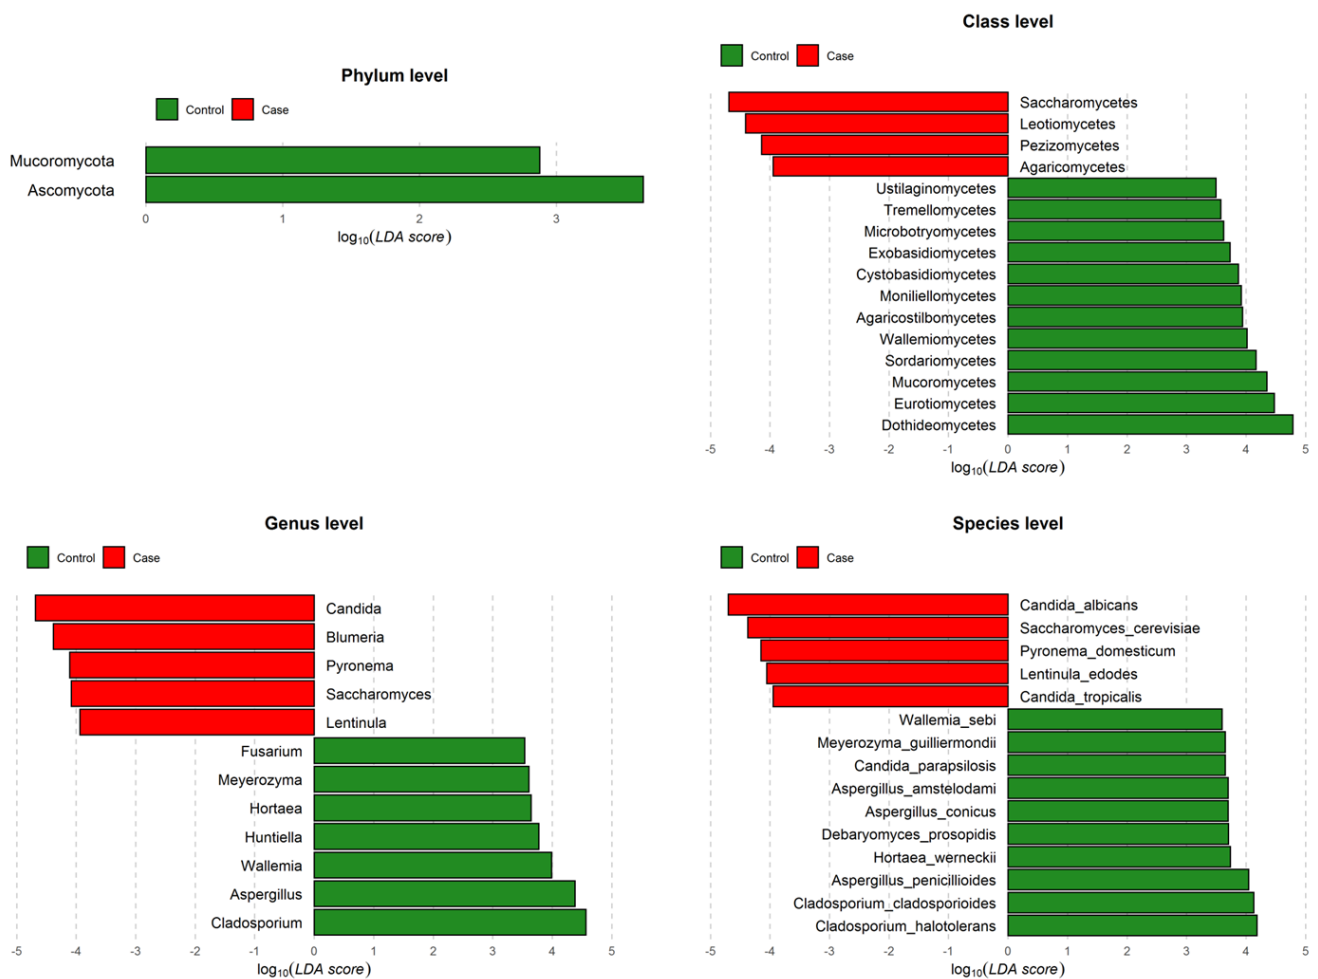 Phylum level
Control Case
Mucoromycota
Ascomycota
0 1 2 3
log10(LDA score)
Class level
Control Case
Saccharomycetes
Leotiomycetes
Pezizomycetes
Agaricomycetes
Ustilaginomycetes
Tremellomycetes
Microbotryomycetes
Exobasidiomycetes
Cystobasidiomycetes
Moniliellomycetes
Agaricostilbomycetes
Wallemiomycetes
Sordariomycetes
Mucoromycetes
Eurotiomycetes
Dothideomycetes
-5 -4 -3 -2 -1 0 1 2 3 4 5
log10(LDA score)
Genus level
Control Case
Candida
Blumeria
Pyronema
Saccharomyces
Lentinula
Fusarium
Meyerozyma
Hortaea
Huntiella
Wallemia
Aspergillus
Cladosporium
-5 -4 -3 -2 -1 0 1 2 3 4 5
log10(LDA score)
Species level
Control Case
Candida_albicans
Saccharomyces_cerevisiae
Pyronema_domesticum
Lentinula_edodes
Candida_tropicalis
Wallemia_sebi
Meyerozyma_guilliermondii
Candida_parapsilosis
Aspergillus_amstelodami
Aspergillus_conicus
Debaryomyces_prosopidis
Hortaea_werneckii
Aspergillus_penicillioides
Cladosporium_cladosporioides
Cladosporium_halotolerans
-5 -4 -3 -2 -1 0 1 2 3 4 5
log10(LDA score)